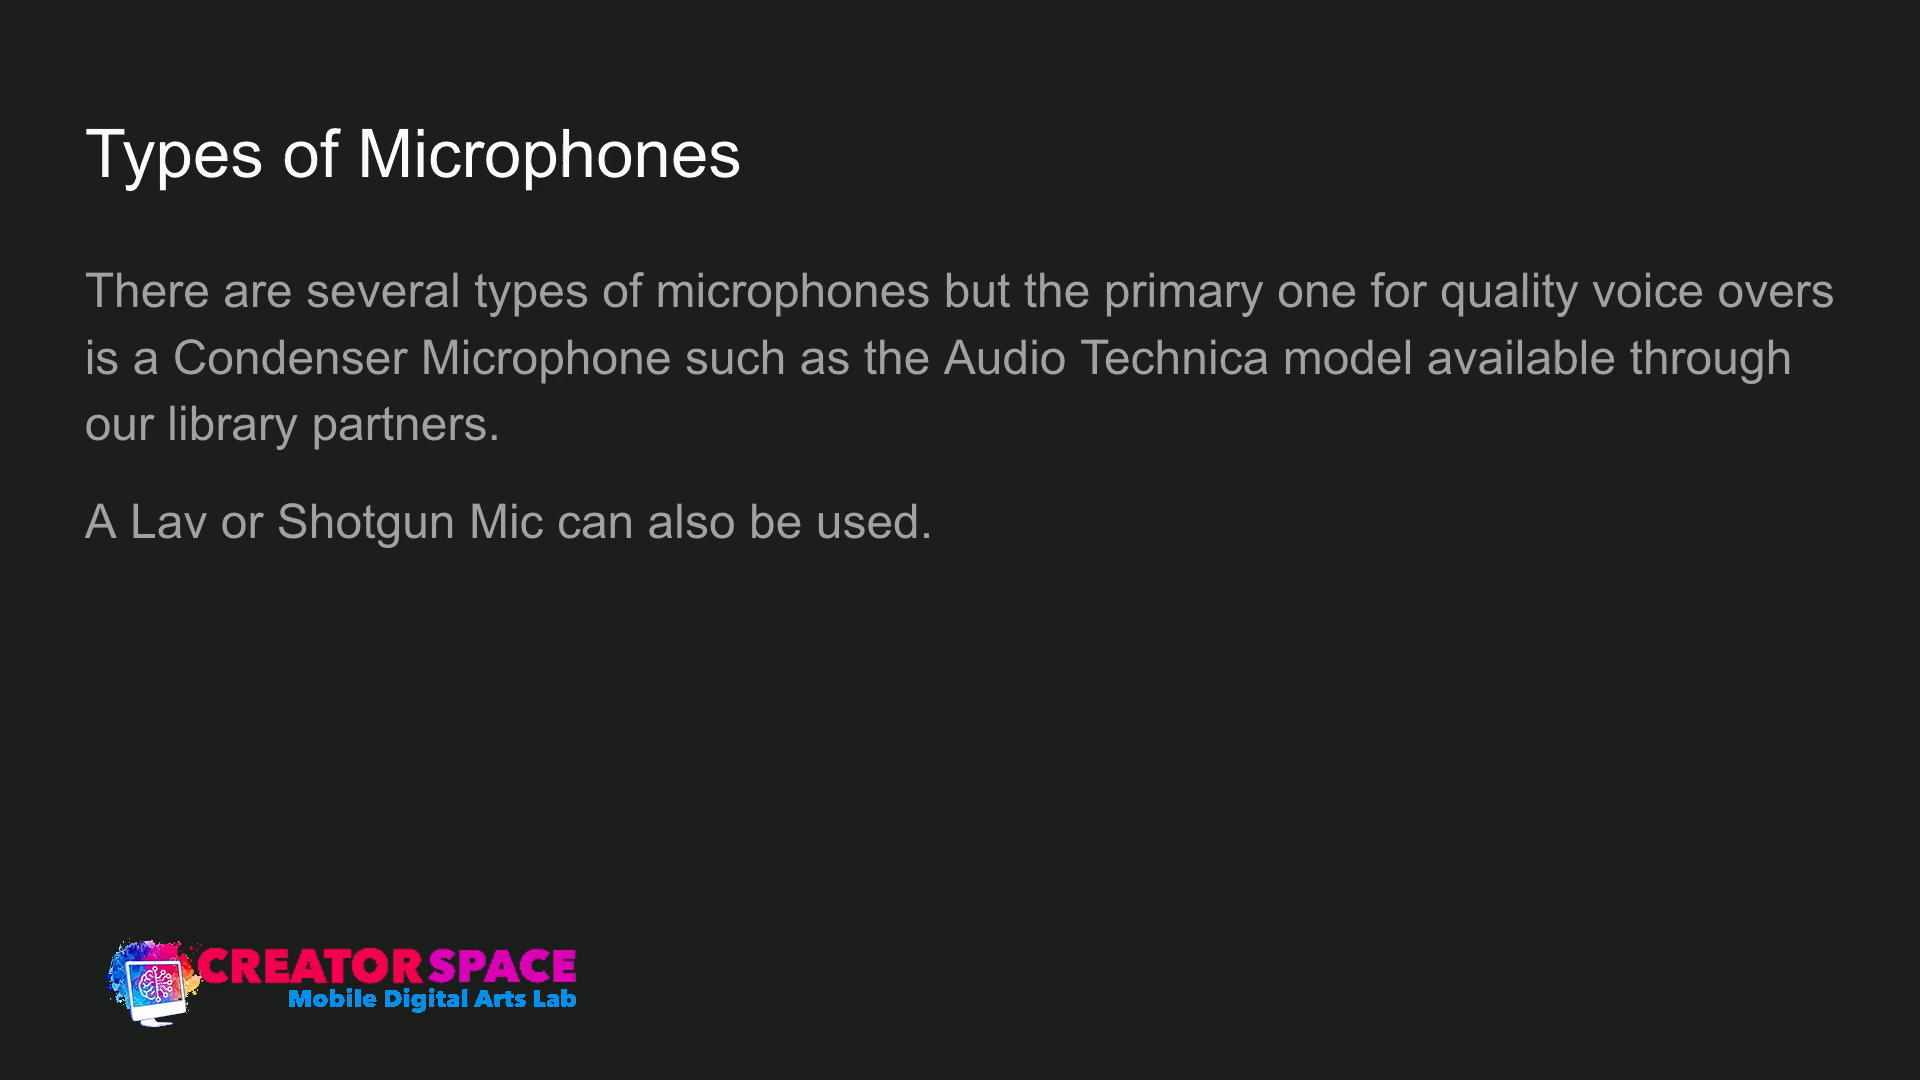 Types of Microphones
There are several types of microphones but the primary one for quality voice overs
is a Condenser Microphone such as the Audio Technica model available through
our library partners.
A Lav or Shotgun Mic can also be used.
CREATORSPACE
Mobile Digital Arts Lab